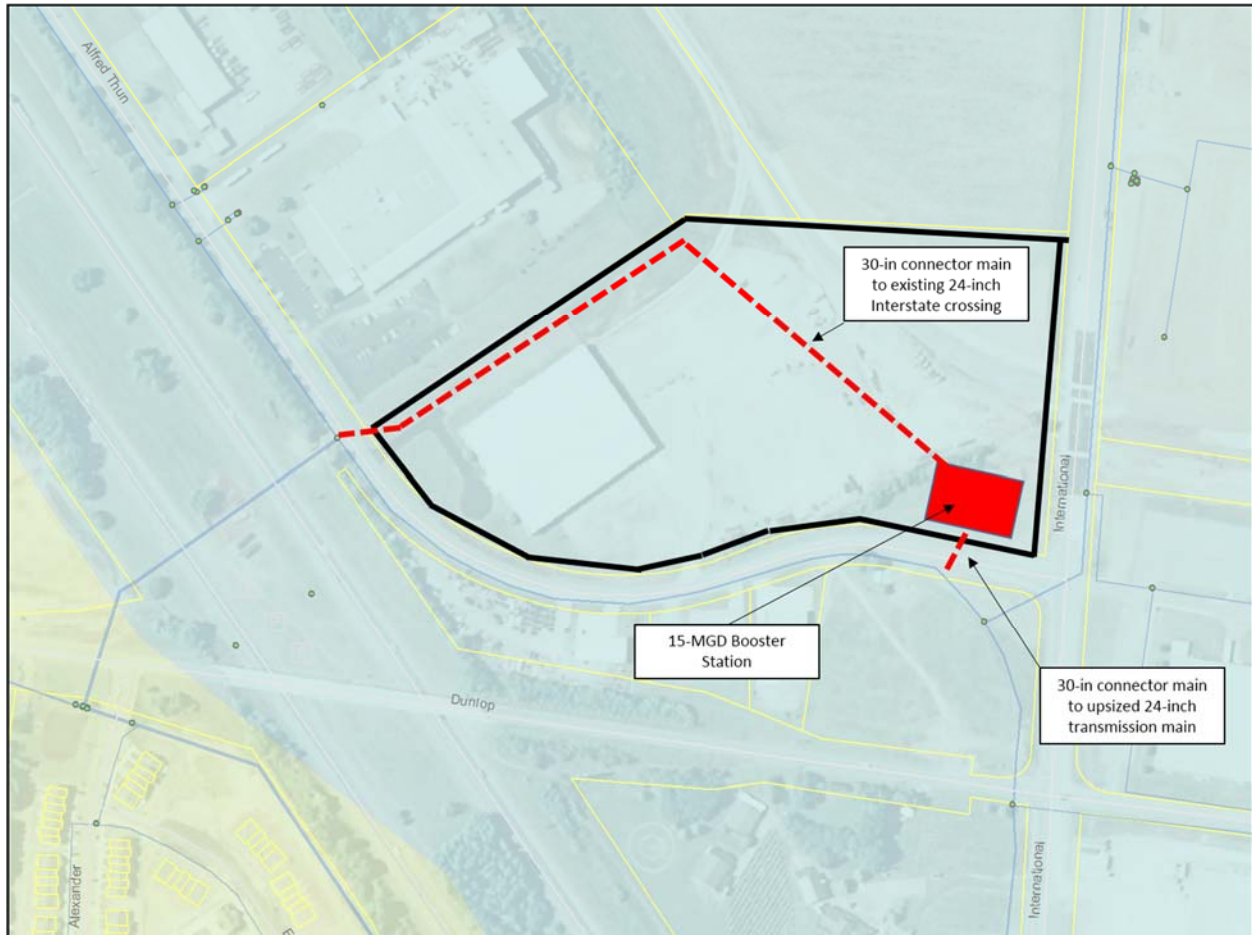 Alfred Thun
30-in connector main
to existing 24-inch
Interstate crossing
International
15-MGD Booster
Station
30-in connector main
to upsized 24-inch
transmission main
Dunlop
Alexander
International